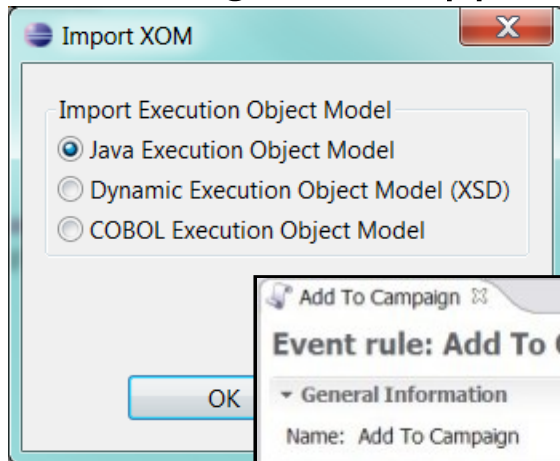 Import XOM
Import Execution Object Model
Java Execution Object Model
Dynamic Execution Object Model (XSD)
COBOL Execution Object Model
OK
Add To Campaign
Event rule: Add To
General Information
Name: Add To Campaign